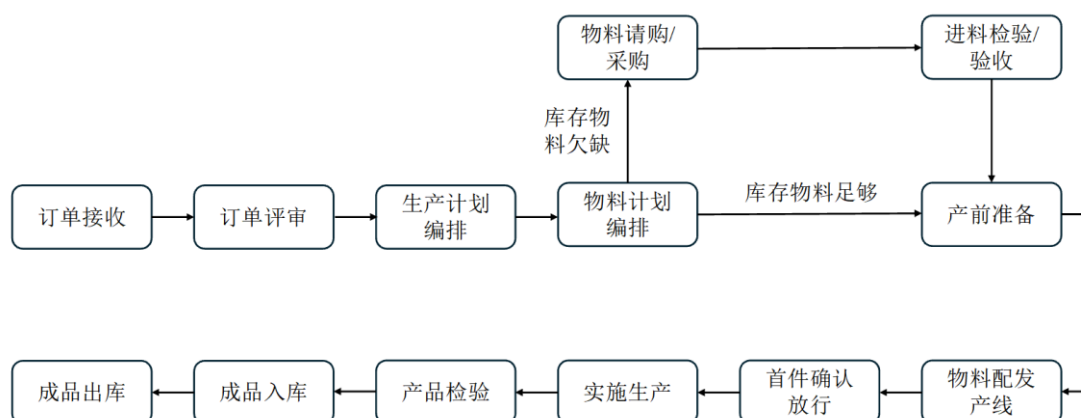 物料请购/
采购
进料检验/
验收
库存物
料欠缺
订单接收
订单评审
生产计划
编排
物料计划
编排
库存物料足够
产前准备
成品出库
成品入库
产品检验
实施生产
首件确认
放行
物料配发
产线